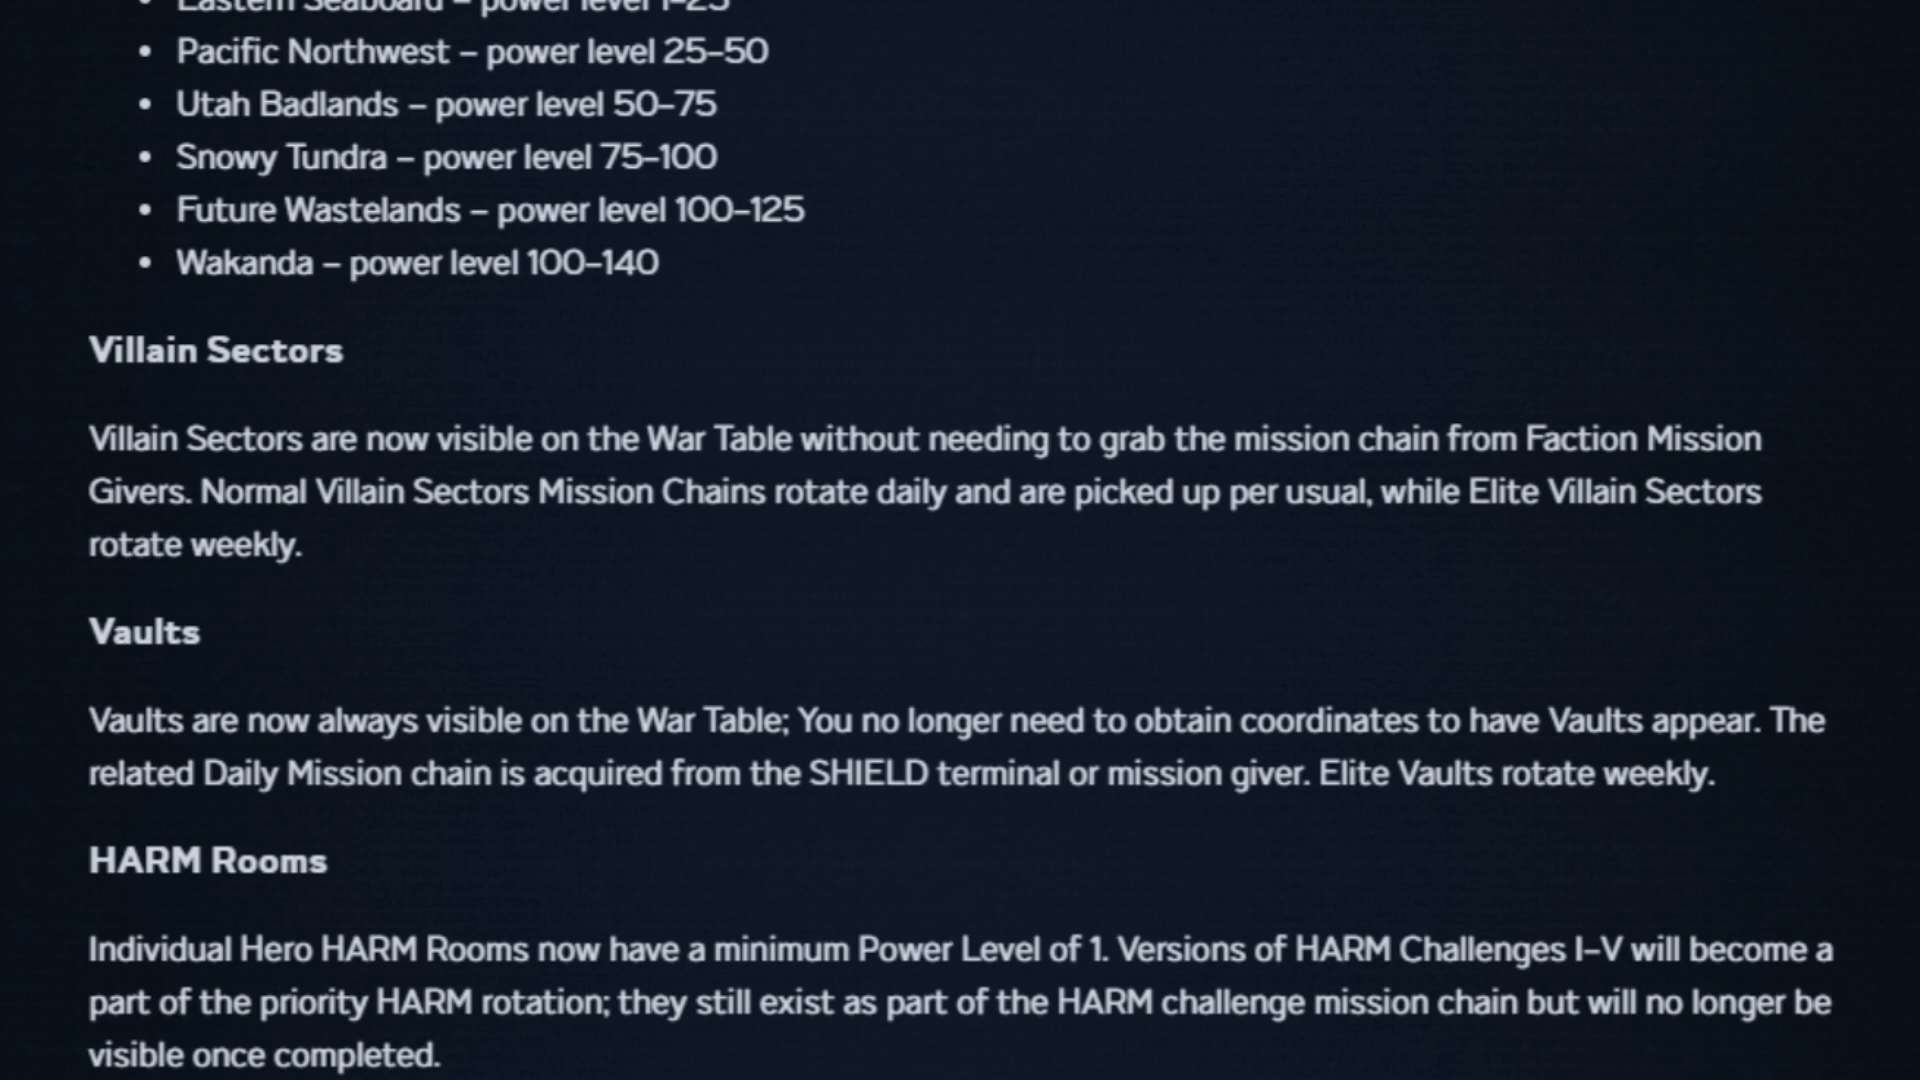 Eastern Seaboard – power level 1–25
• Pacific Northwest – power level 25–50
• Utah Badlands – power level 50–75
• Snowy Tundra – power level 75–100
• Future Wastelands – power level 100–125
• Wakanda – power level 100–140
Villain Sectors
Villain Sectors are now visible on the War Table without needing to grab the mission chain from Faction Mission
Givers. Normal Villain Sectors Mission Chains rotate daily and are picked up per usual, while Elite Villain Sectors
rotate weekly.
Vaults
Vaults are now always visible on the War Table; You no longer need to obtain coordinates to have Vaults appear. The
related Daily Mission chain is acquired from the SHIELD terminal or mission giver. Elite Vaults rotate weekly.
HARM Rooms
Individual Hero HARM Rooms now have a minimum Power Level of 1. Versions of HARM Challenges I–V will become a
part of the priority HARM rotation; they still exist as part of the HARM challenge mission chain but will no longer be
visible once completed.